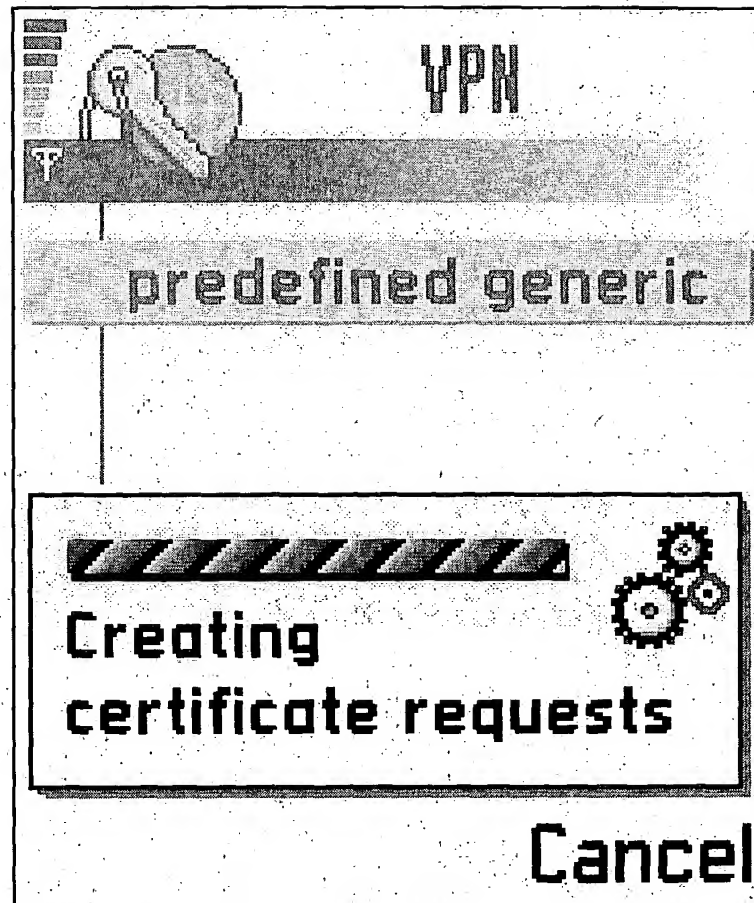 VPN
predefined generic
Creating
certificate requests
Cancel